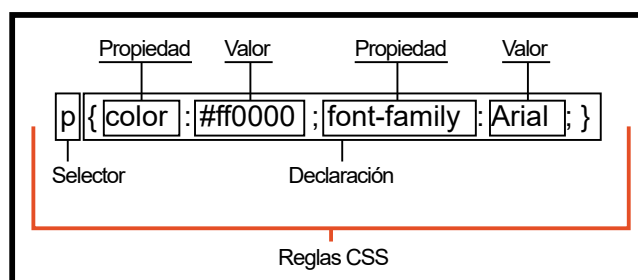 Propiedad Valor Propiedad Valor
p { color : #ff0000 ; font-family : Arial ; }
Selector Declaración
Reglas CSS